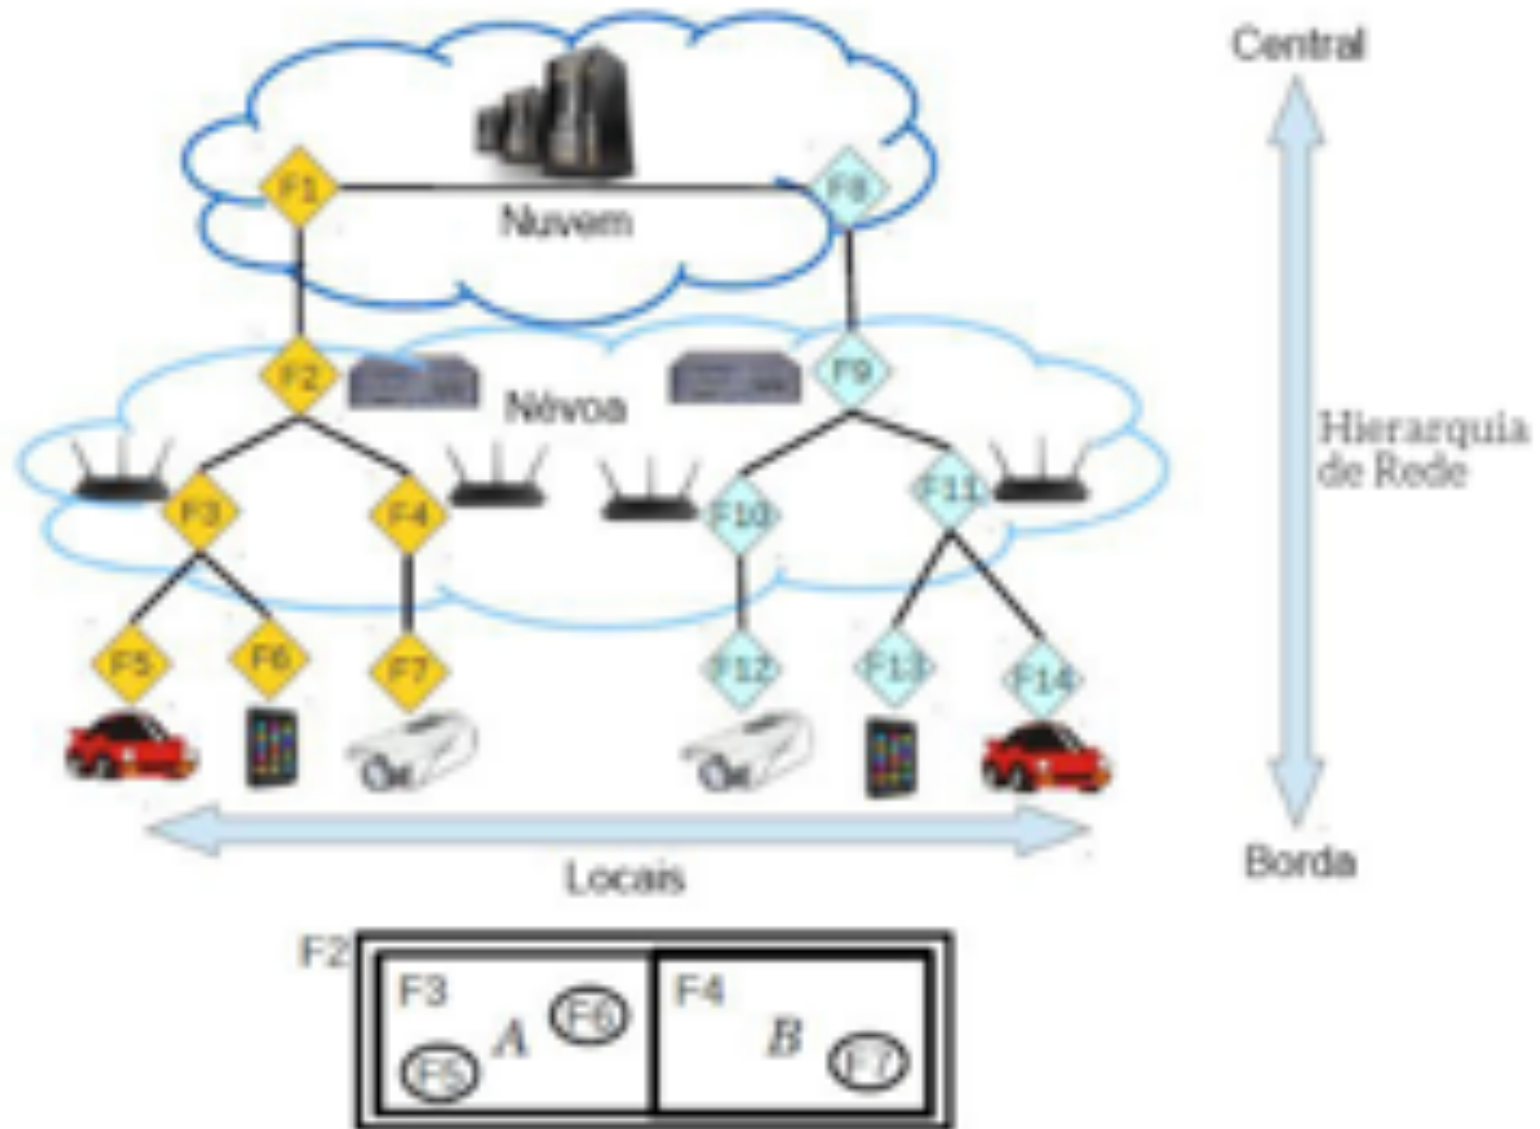 Central
F1
F8
Nuvem
F2
F9
Névoa
Hierarquia
de Rede
F3
F4
F10
F11
F5
F6
F7
F12
F13
F14
Locais
Borda
F2
F3
F4
F6
A
B
F5
F7